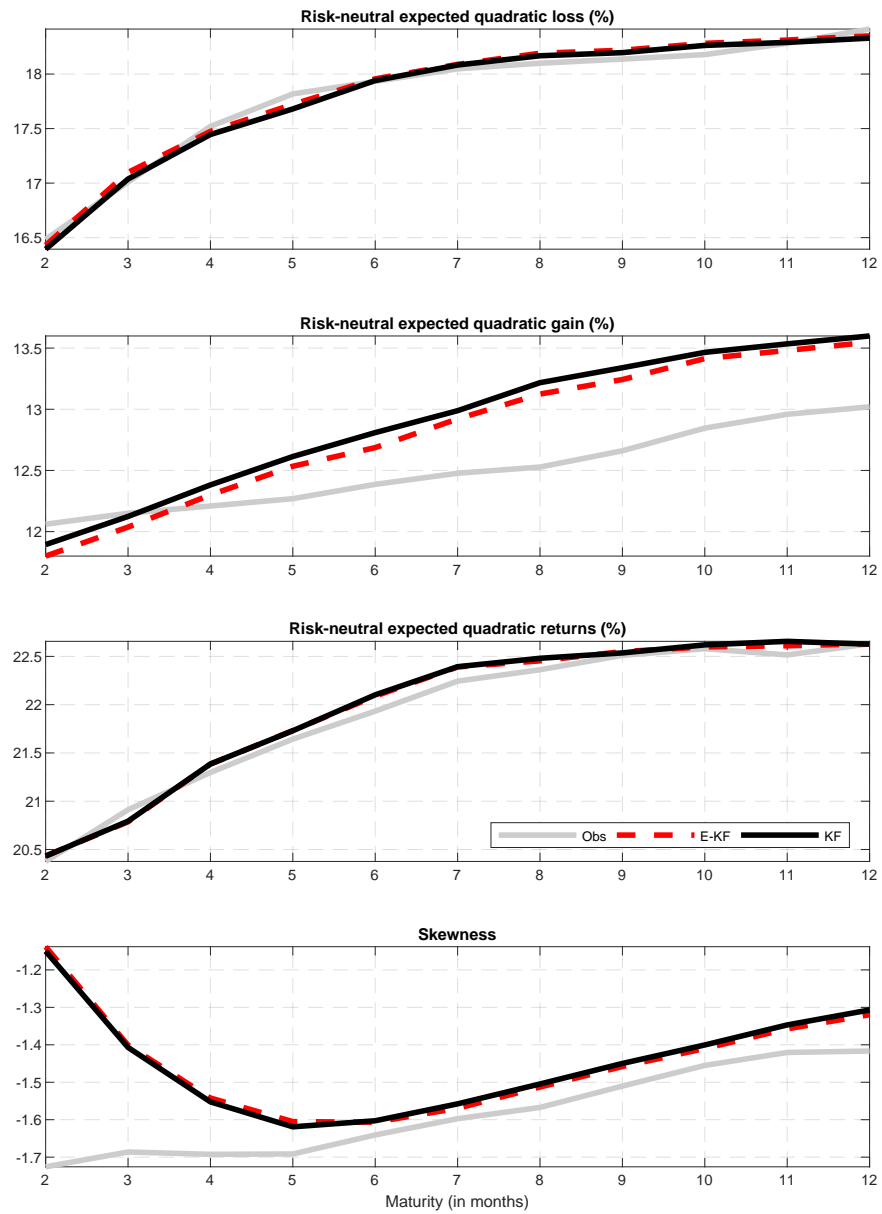 Risk-neutral expected quadratic loss (%)
18
17.5
17
16.5
2 3 4 5 6 7 8 9 10 11 12
Risk-neutral expected quadratic gain (%)
13.5
13
12.5
12
2 3 4 5 6 7 8 9 10 11 12
Risk-neutral expected quadratic returns (%)
22.5
22
21.5
21
20.5
Obs E-KF KF
2 3 4 5 6 7 8 9 10 11 12
Skewness
-1.2
-1.3
-1.4
-1.5
-1.6
-1.7
2 3 4 5 6 7 8 9 10 11 12
Maturity (in months)